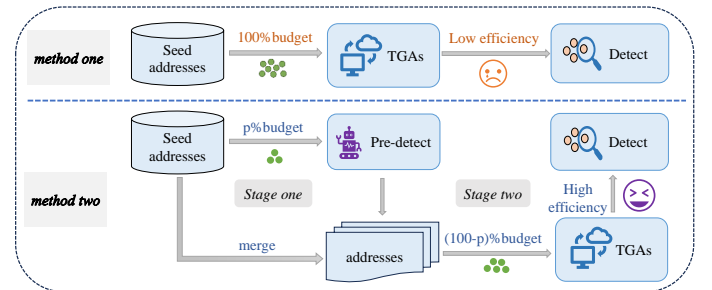 method one
Seed
addresses
100% budget
TGAs
Low efficiency
Detect
method two
Seed
addresses
p% budget
Pre-detect
Detect
Stage one
Stage two
High
efficiency
merge
addresses
(100-p)% budget
TGAs